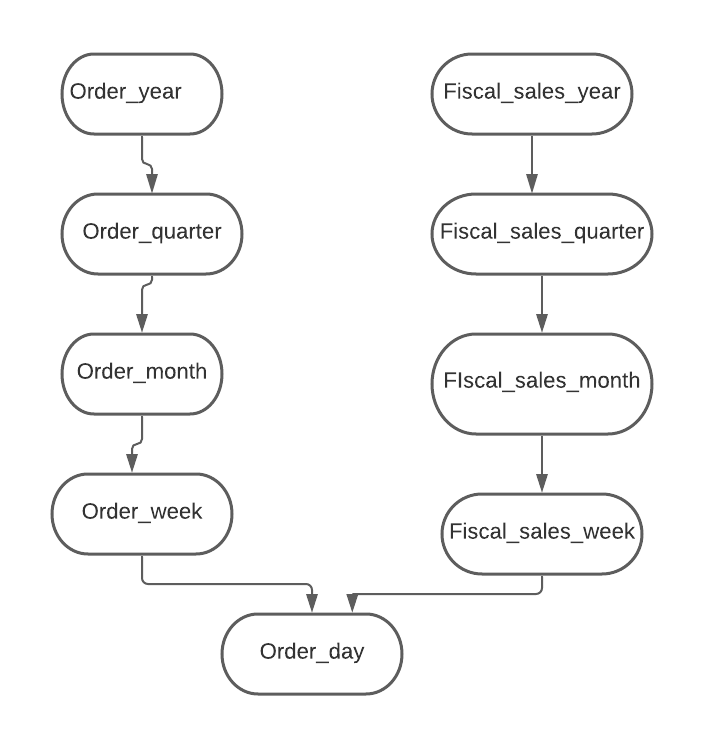 Order_year
Fiscal_sales_year
Order_quarter
Fiscal_sales_quarter
Order_month
FIscal_sales_month
Order_week
Fiscal_sales_week
Order_day